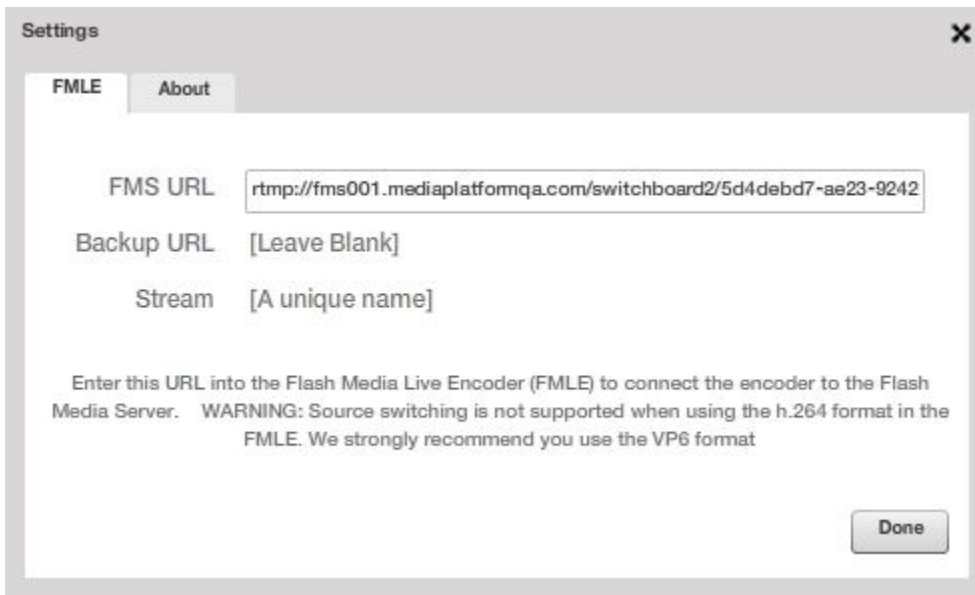 Settings
FMLE
About
FMS URL
rtmp://fms001.mediaplatformqa.com/switchboard2/5d4debd7-ae23-9242
Backup URL
[Leave Blank]
Stream
[A unique name]
Enter this URL into the Flash Media Live Encoder (FMLE) to connect the encoder to the Flash
Media Server. WARNING: Source switching is not supported when using the h.264 format in the
FMLE. We strongly recommend you use the VP6 format
Done